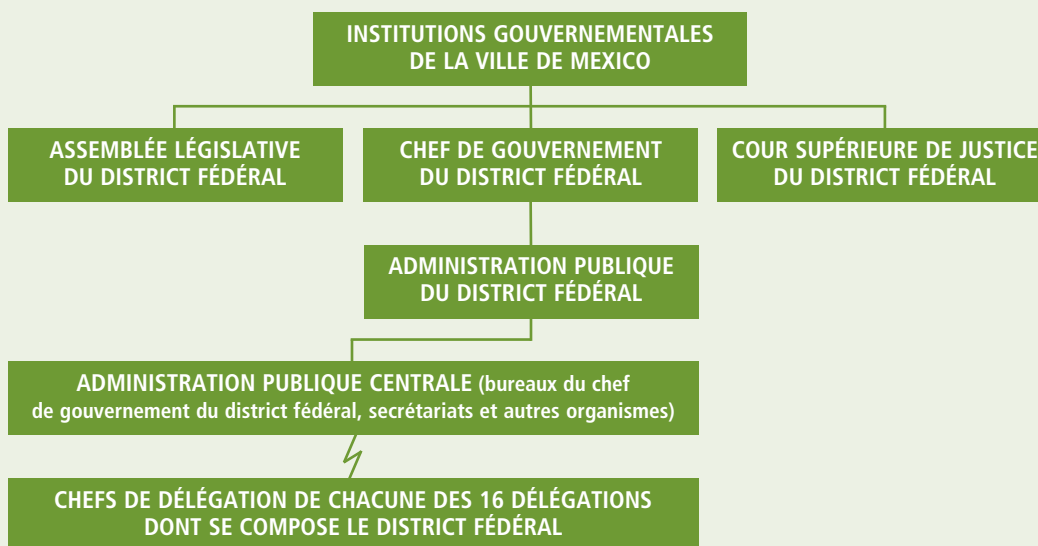 INSTITUTIONS GOUVERNEMENTALES
DE LA VILLE DE MEXICO
ASSEMBLÉE LÉGISLATIVE
DU DISTRICT FÉDÉRAL
CHEF DE GOUVERNEMENT
DU DISTRICT FÉDÉRAL
COUR SUPÉRIEURE DE JUSTICE
DU DISTRICT FÉDÉRAL
ADMINISTRATION PUBLIQUE
DU DISTRICT FÉDÉRAL
ADMINISTRATION PUBLIQUE CENTRALE (bureaux du chef
de gouvernement du district fédéral, secrétariats et autres organismes)
CHEFS DE DÉLÉGATION DE CHACUNE DES 16 DÉLÉGATIONS
DONT SE COMPOSE LE DISTRICT FÉDÉRAL